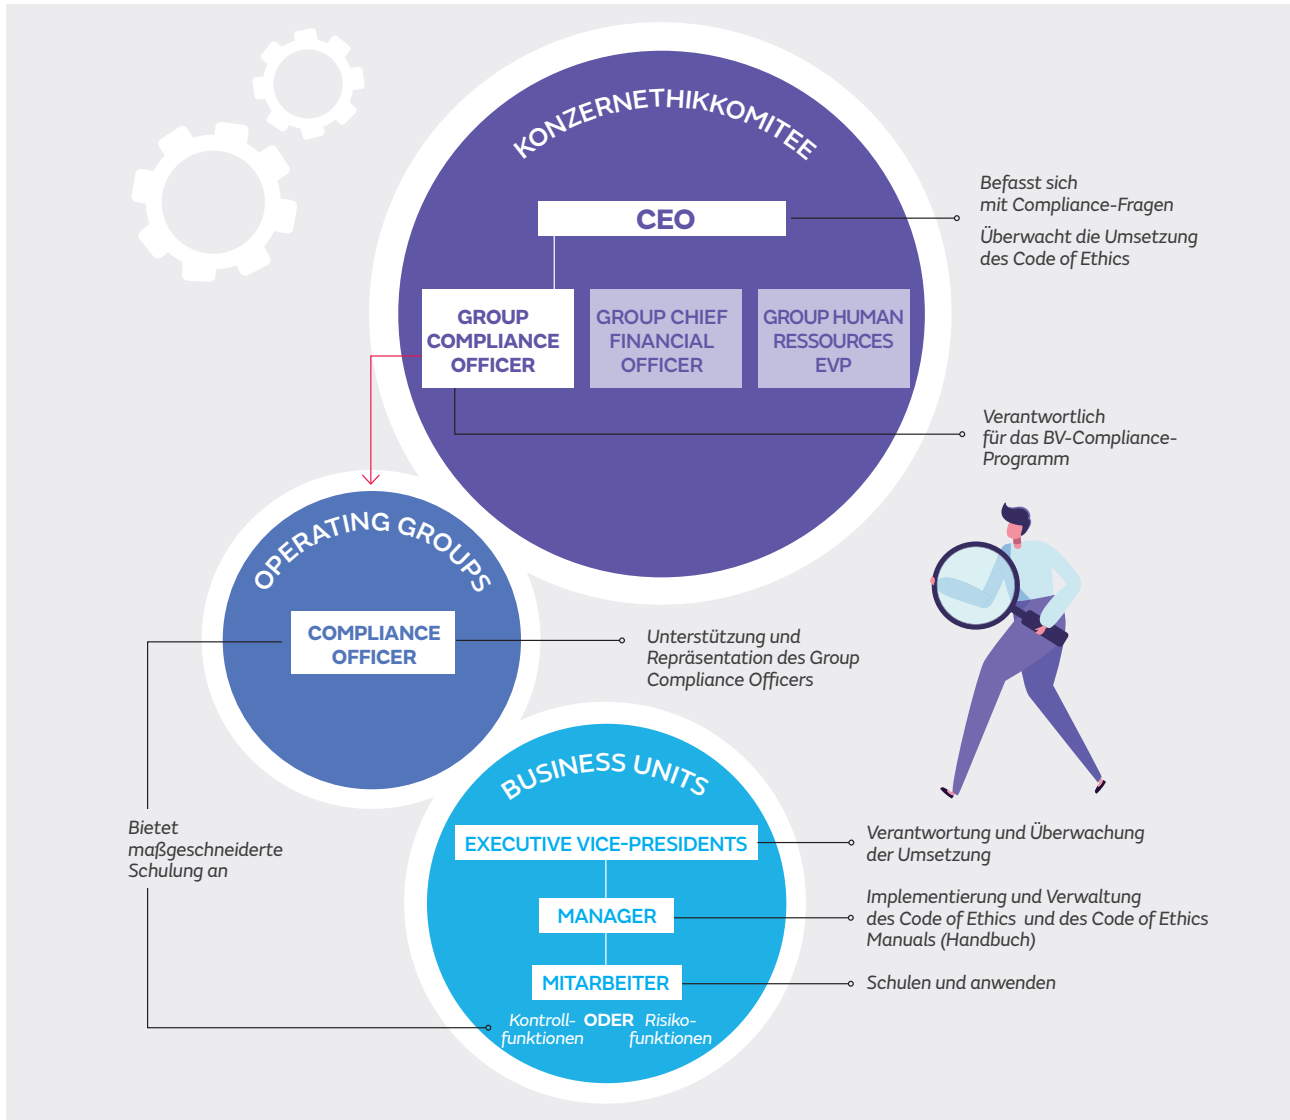 KONZERNETHIKKOMITEE
CEO
Befasst sich
mit Compliance-Fragen
Überwacht die Umsetzung
des Code of Ethics
GROUP
COMPLIANCE
OFFICER
GROUP CHIEF
FINANCIAL
OFFICER
GROUP HUMAN
RESSOURCES
EVP
Verantwortlich
für das BV-Compliance-
Programm
OPERATING GROUPS
COMPLIANCE
OFFICER
Unterstützung und
Repräsentation des Group
Compliance Officers
Bietet
maßgeschneiderte
Schulung an
BUSINESS UNITS
EXECUTIVE VICE-PRESIDENTS
Verantwortung und Überwachung
der Umsetzung
MANAGER
Implementierung und Verwaltung
des Code of Ethics und des Code of Ethics
Manuals (Handbuch)
MITARBEITER
Schulen und anwenden
Kontroll-
funktionen
ODER
Risiko-
funktionen